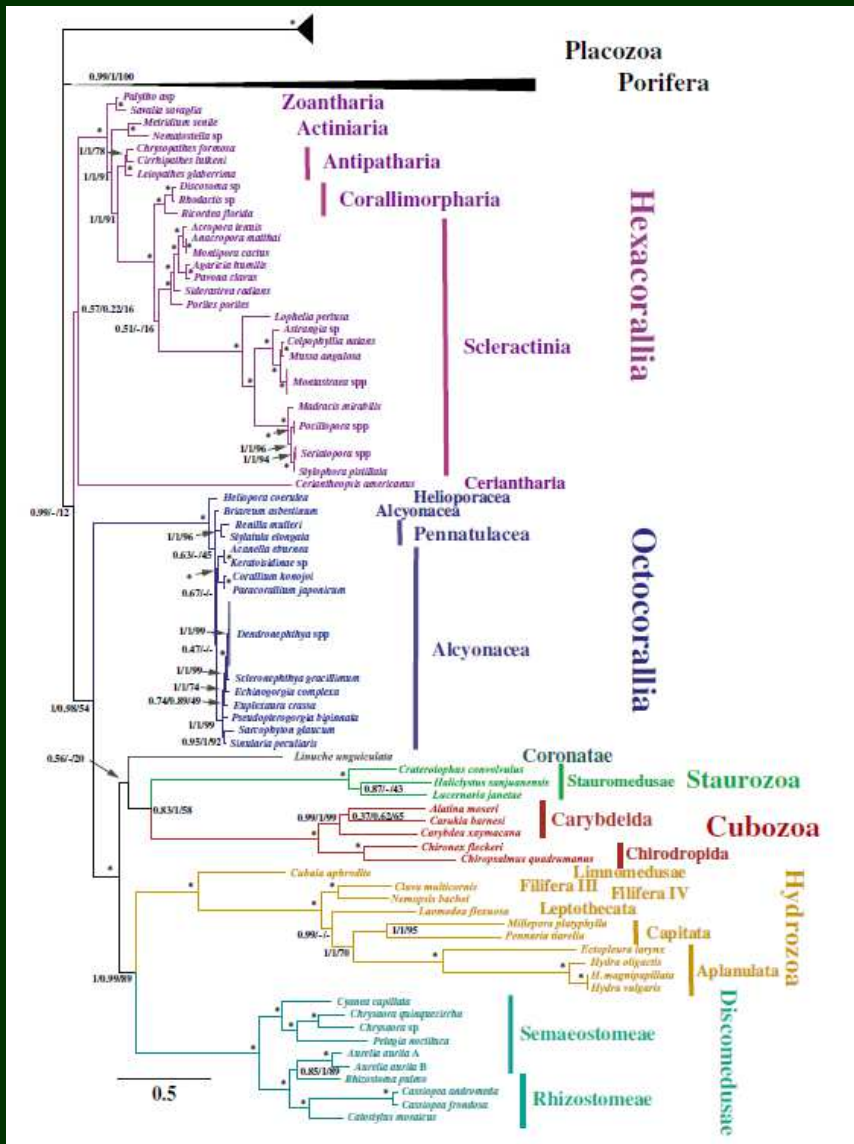 Placozoa
0.99/1/100
Porifera
Palytho asp
Savalia savaglia
Zoantharia
Metridium senile
Nematostella sp
Actiniaria
1/1/78
Chrysopathes formosa
Cirrhipathes lutkeni
Leiopathes glaberrima
Antipatharia
1/1/91
Discosoma sp
Rhodactis sp
Ricordea florida
Corallimorpharia
1/1/91
Acropora tenuis
Anacropora matthai
Montipora cactus
Agaricia humilis
Pavona clavus
Siderastrea radians
Porites porites
Hexacorallia
0.57/0.22/16
0.51/-/16
Lophelia pertusa
Astrangia sp
Colpophyllia natans
Mussa angulosa
Montastraea spp
Scleractinia
Madracis mirabilis
Pocillopora spp
1/1/96
1/1/94
Seriatopora spp
Stylophora pistillata
Ceriantheopsis americanus
Ceriantharia
0.99/-/12
Heliopora coerulea
Helioporacea
Briareum asbestinum
Alcyonacea
Renilla mulleri
1/1/96
Stylatula elongata
Pennatulacea
0.63/-/45
Acanella eburnea
Keratoisidinae sp
Corallium konojoi
0.67/-/-
Paracorallium japonicum
Octocorallia
1/1/99
Dendronephthya spp
0.47/-/-
Alcyonacea
1/1/99
Scleronephthya gracillimum
1/1/74
Echinogorgia complexa
0.74/0.89/49
Euplexaura crassa
1/1/99
Pseudopterogorgia bipinnata
Sarcophyton glaucum
0.95/1/92
Sinularia peculiaris
1/0.98/54
0.56/-/20
Linuche unguiculata
Coronatae
Craterolophus convolvulus
Haliclystus sanjuanensis
0.87/-/43
Lucernaria janetae
Stauromedusae
Staurozoa
0.83/1/58
0.99/1/99
Alatina moseri
0.37/0.62/65
Carukia barnesi
Carybdea xaymacana
Carybdeida
Cubozoa
Chironex fleckeri
Chiropsalmus quadrumanus
Chirodropida
Cubaia aphrodite
Limnomedusae
Clava multicornis
Filifera III
Nemopsis bachei
Filifera IV
Laomedea flexuosa
Leptothecata
0.99/-/-
Millepora platyphylla
1/1/95
Pennaria tiarella
Capitata
1/1/70
Ectopleura larynx
Hydra oligactis
H. magnipapillata
Hydra vulgaris
Aplanulata
Hydrozoa
1/0.99/89
Cyanea capillata
Chrysaora quinquecirrha
Chrysaora sp
Pelagia noctiluca
Semaeostomeae
Aurelia aurita A
Aurelia aurita B
0.85/1/89
Rhizostoma pulmo
Cassiopea andromeda
Cassiopea frondosa
Catostylus mosaicus
Rhizostomeae
Discomedusae
0.5